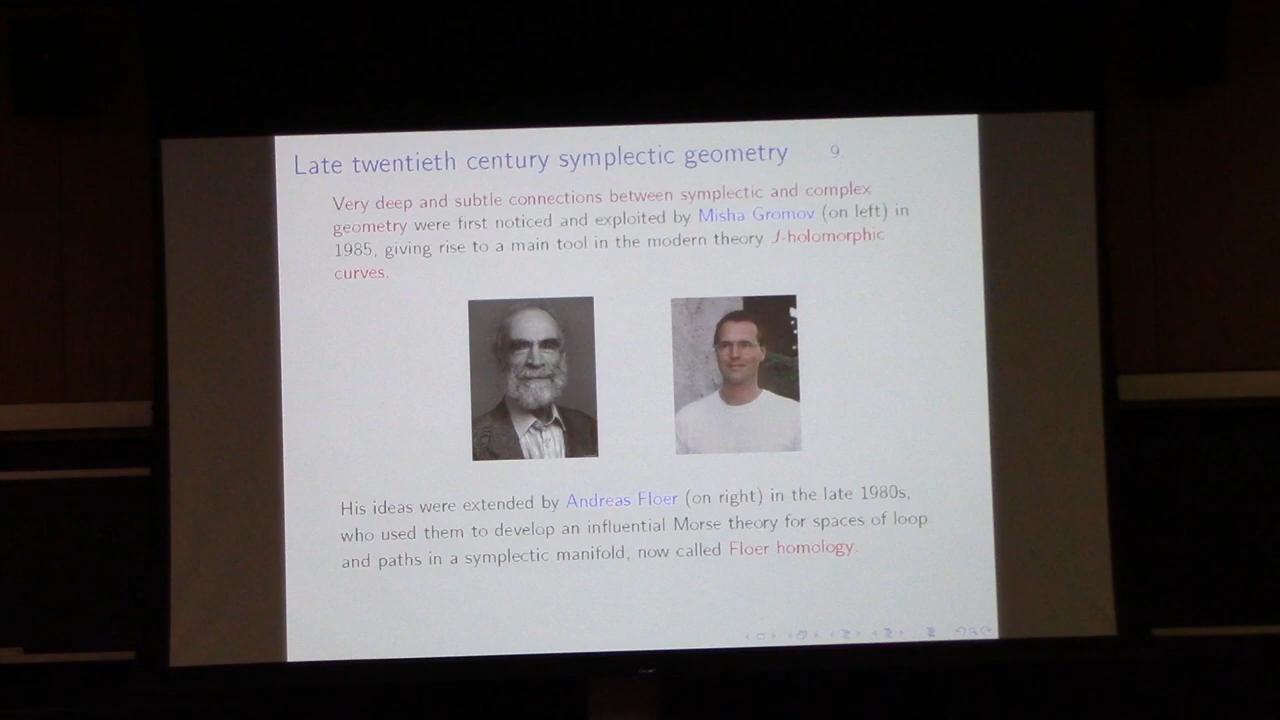 Late twentieth century symplectic geometry 9
Very deep and subtle connections between symplectic and complex
geometry were first noticed and exploited by Misha Gromov (on left) in
1985, giving rise to a main tool in the modern theory J-holomorphic
curves.
His ideas were extended by Andreas Floer (on right) in the late 1980s,
who used them to develop an influential Morse theory for spaces of loop
and paths in a symplectic manifold, now called Floer homology.